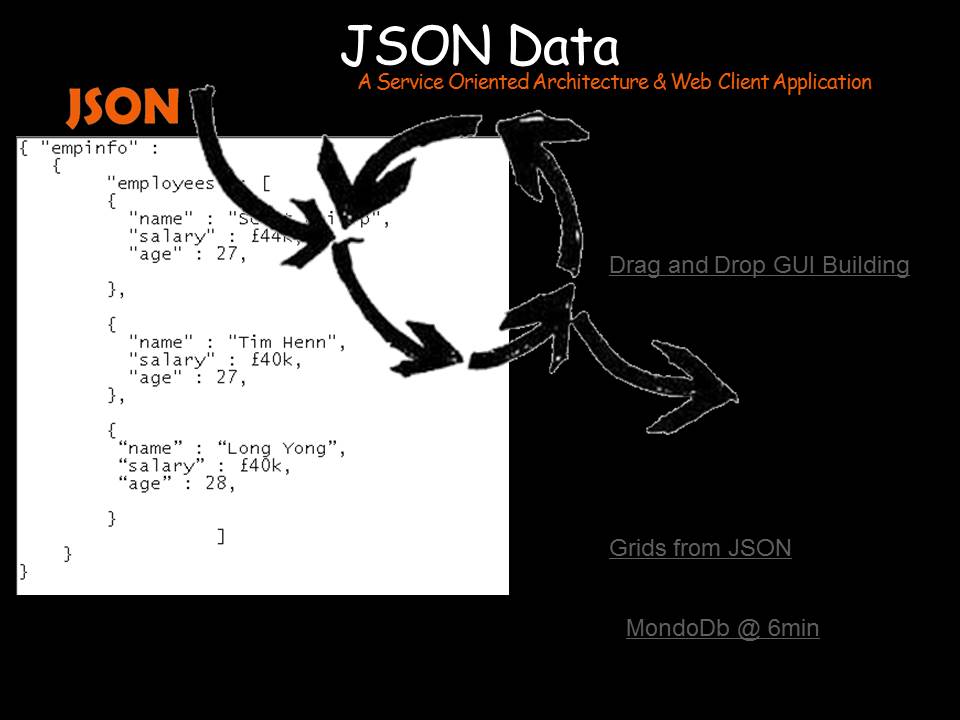 JSON Data
A Service Oriented Architecture & Web Client Application
JSON
{ "empinfo" :
{
"employees : [
{
"name" : "
"salary" : £44k,
"age" : 27,
},
{
"name" : "Tim Henn",
"salary" : £40k,
"age" : 27,
},
{
“name” : “Long Yong”,
“salary” : £40k,
“age” : 28,
}
]
}
}
Drag and Drop GUI Building
Grids from JSON
MondoDb @ 6min